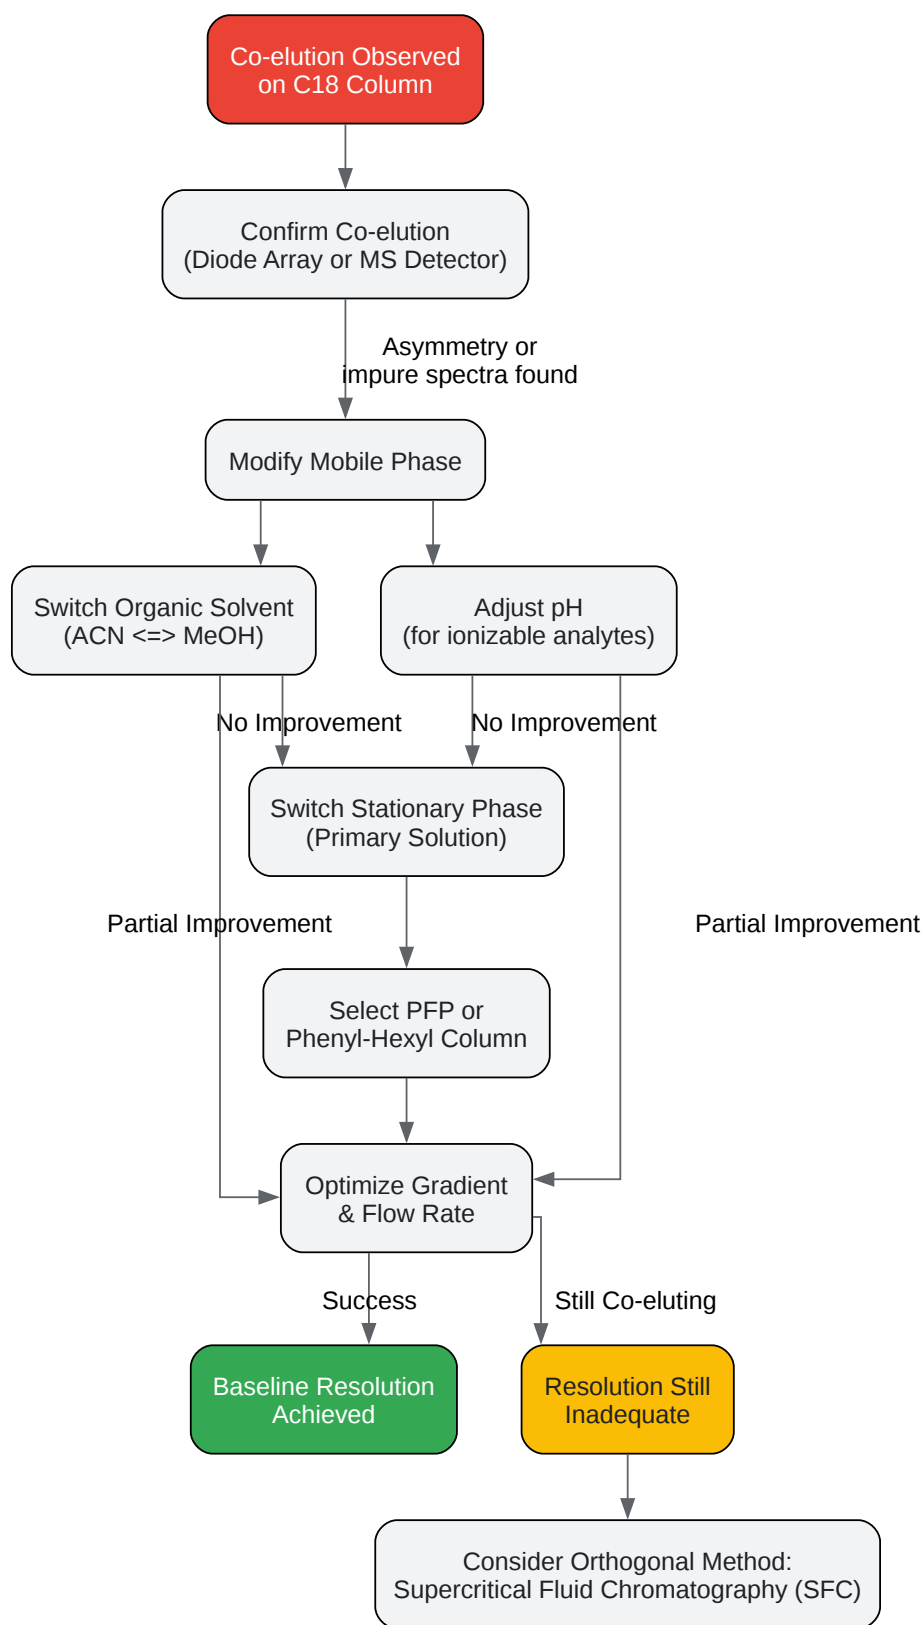 Co-elution Observed
on C18 Column
Confirm Co-elution
(Diode Array or MS Detector)
Asymmetry or
impure spectra found
Modify Mobile Phase
Switch Organic Solvent
(ACN <=> MeOH)
Adjust pH
(for ionizable analytes)
No Improvement
No Improvement
Switch Stationary Phase
(Primary Solution)
Partial Improvement
Partial Improvement
Select PFP or
Phenyl-Hexyl Column
Optimize Gradient
& Flow Rate
Success
Still Co-eluting
Baseline Resolution
Achieved
Resolution Still
Inadequate
Consider Orthogonal Method:
Supercritical Fluid Chromatography (SFC)